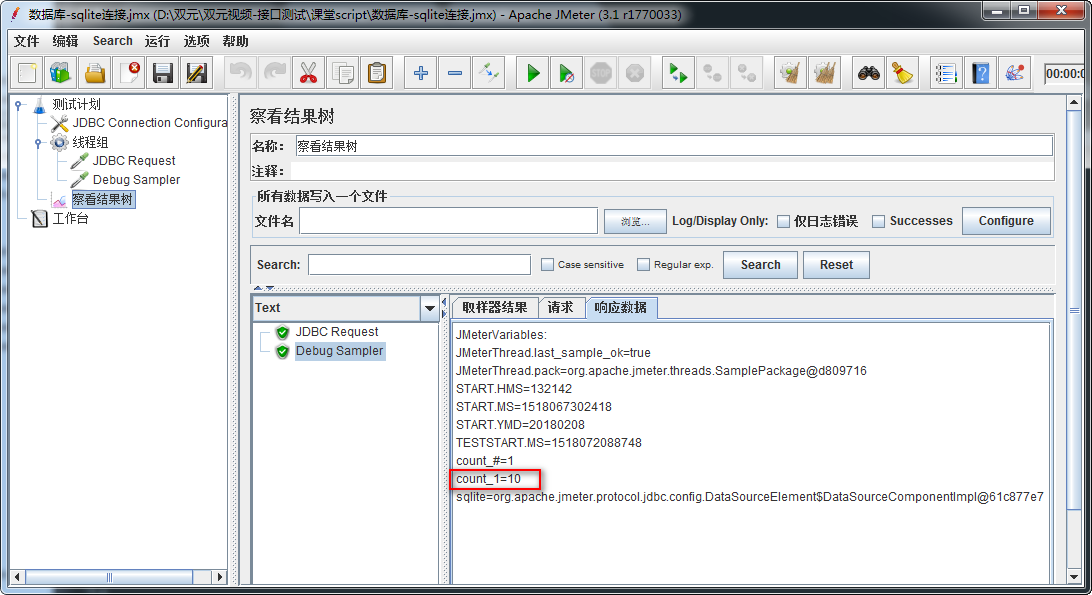 数据库-sqlite连接.jmx (D:\双元\双元视频-接口测试\课堂script\数据库-sqlite连接.jmx) - Apache JMeter (3.1 r1770033)
文件 编辑 Search 运行 选项 帮助
00:00:0
测试计划
JDBC Connection Configura
线程组
JDBC Request
Debug Sampler
察看结果树
工作台
察看结果树
名称: 察看结果树
注释:
所有数据写入一个文件
文件名 浏览... Log/Display Only: 仅日志错误 Successes Configure
Search: Case sensitive Regular exp. Search Reset
Text
JDBC Request
Debug Sampler
取样器结果 请求 响应数据
JMeterVariables:
JMeterThread.last_sample_ok=true
JMeterThread.pack=org.apache.jmeter.threads.SamplePackage@d809716
START.HMS=132142
START.MS=1518067302418
START.YMD=20180208
TESTSTART.MS=1518072088748
count_#=1
count_1=10
sqlite=org.apache.jmeter.protocol.jdbc.config.DataSourceElement$DataSourceComponentImpl@61c877e7